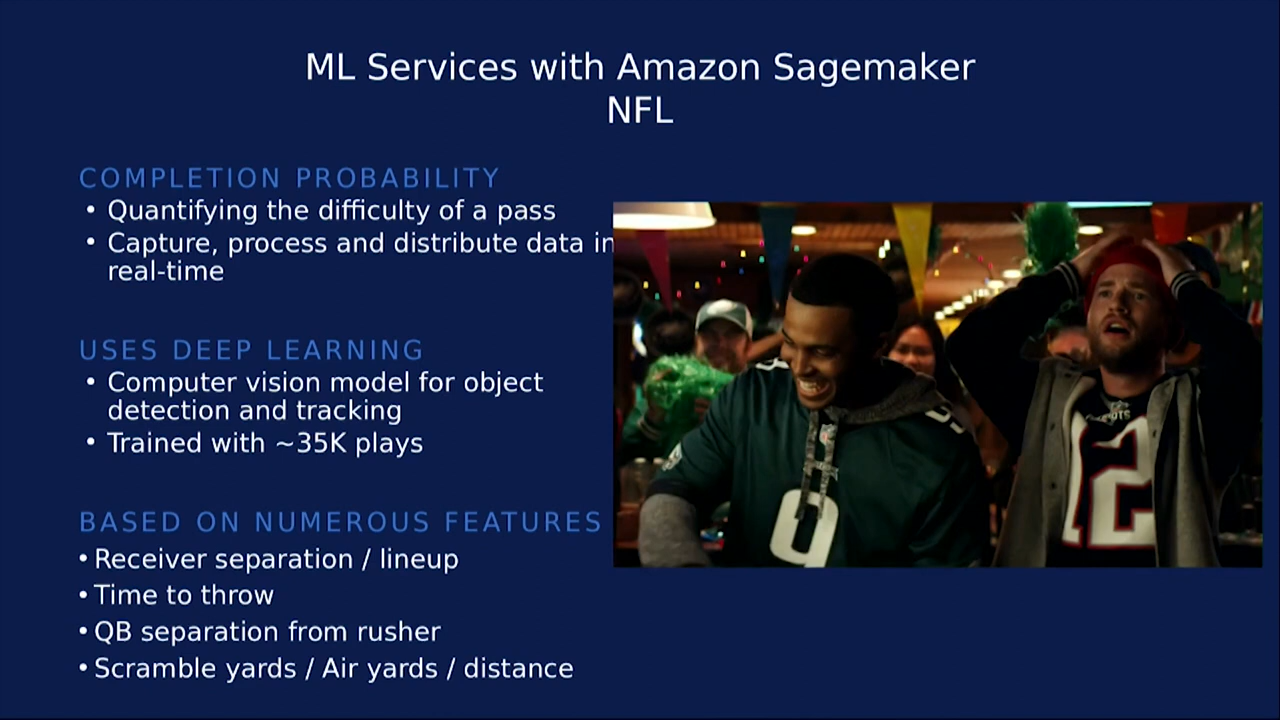 ML Services with Amazon Sagemaker
NFL
COMPLETION PROBABILITY
• Quantifying the difficulty of a pass
• Capture, process and distribute data in
real-time
USES DEEP LEARNING
• Computer vision model for object
detection and tracking
• Trained with ~35K plays
BASED ON NUMEROUS FEATURES
• Receiver separation / lineup
• Time to throw
• QB separation from rusher
• Scramble yards / Air yards / distance
12